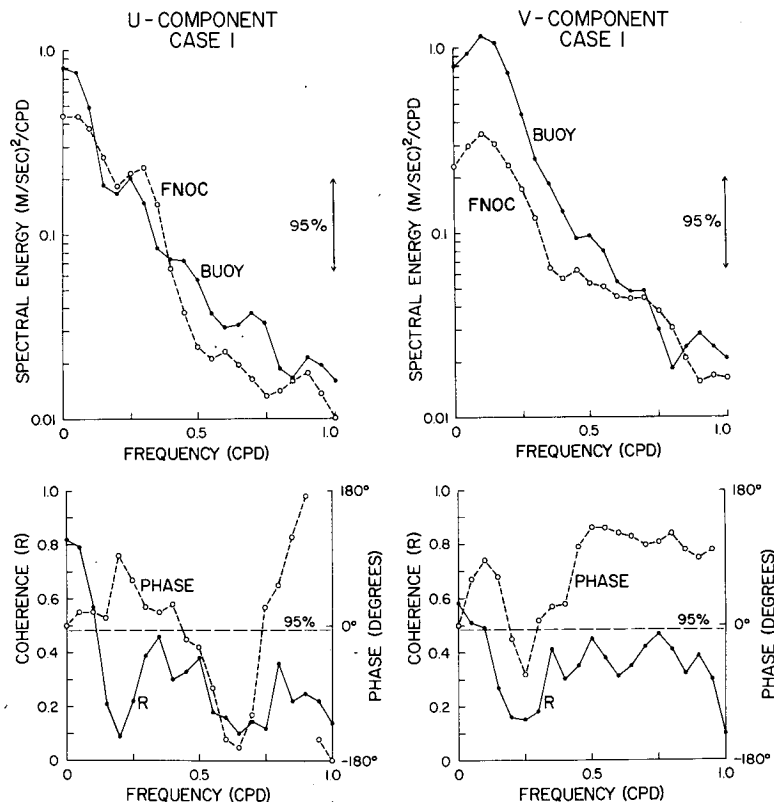 U-COMPONENT
CASE I
V-COMPONENT
CASE I
SPECTRAL ENERGY (M/SEC)²/CPD
1.0
0.1
0.01
FNOC
BUOY
95%
0
0.5
1.0
FREQUENCY (CPD)
SPECTRAL ENERGY (M/SEC)²/CPD
1.0
0.1
0.01
BUOY
FNOC
95%
0
0.5
1.0
FREQUENCY (CPD)
COHERENCE (R)
1.0
0.8
0.6
0.4
0.2
0
PHASE
R
95%
180°
0°
-180°
PHASE (DEGREES)
0
0.5
1.0
FREQUENCY (CPD)
COHERENCE (R)
1.0
0.8
0.6
0.4
0.2
0
PHASE
R
95%
180°
0°
-180°
PHASE (DEGREES)
0
0.5
1.0
FREQUENCY (CPD)